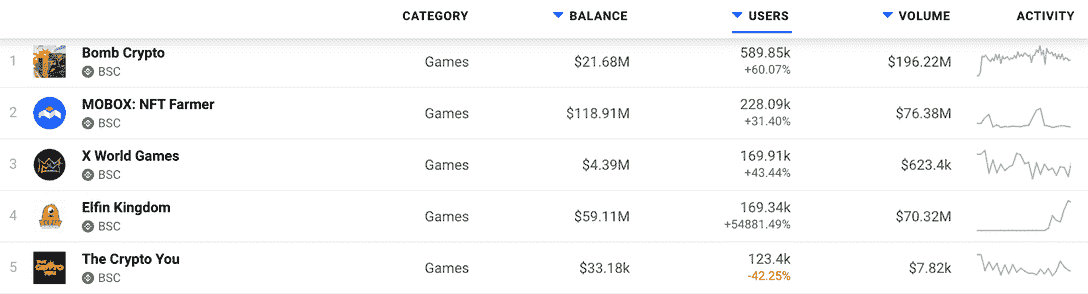 CATEGORY BALANCE USERS VOLUME ACTIVITY
1 Bomb Crypto Games $21.68M 589.85k $196.22M
BSC +60.07%
2 MOBOX: NFT Farmer Games $118.91M 228.09k $76.38M
BSC +31.40%
3 X World Games Games $4.39M 169.91k $623.4k
BSC +43.44%
4 Elfin Kingdom Games $59.11M 169.34k $70.32M
BSC +54881.49%
5 The Crypto You Games $33.18k 123.4k $7.82k
BSC -42.25%